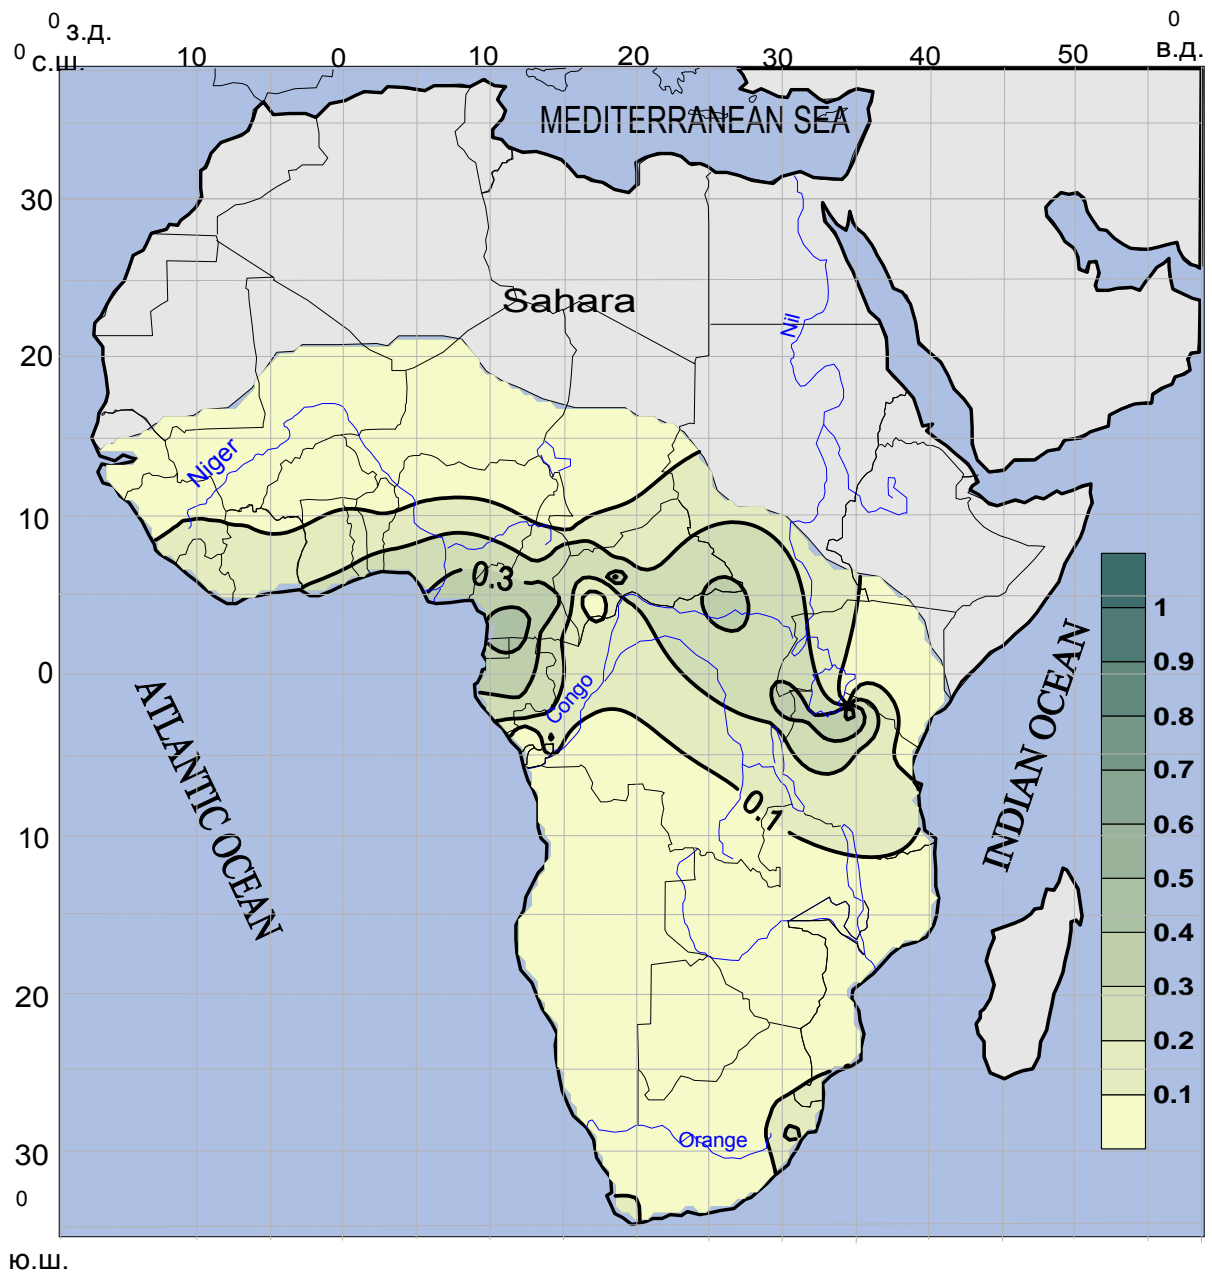 0 з.д.
0
0 с.ш.
10 0 10 20 30 40 50 в.д.
MEDITERRANEAN SEA
30
Sahara
Nil
20
Niger
10
0.3
1
0.9
0.8
0.7
0.6
0.5
0.4
0.3
0.2
0.1
0
Congo
ATLANTIC OCEAN
INDIAN OCEAN
0.1
10
20
Orange
30
0
ю.ш.